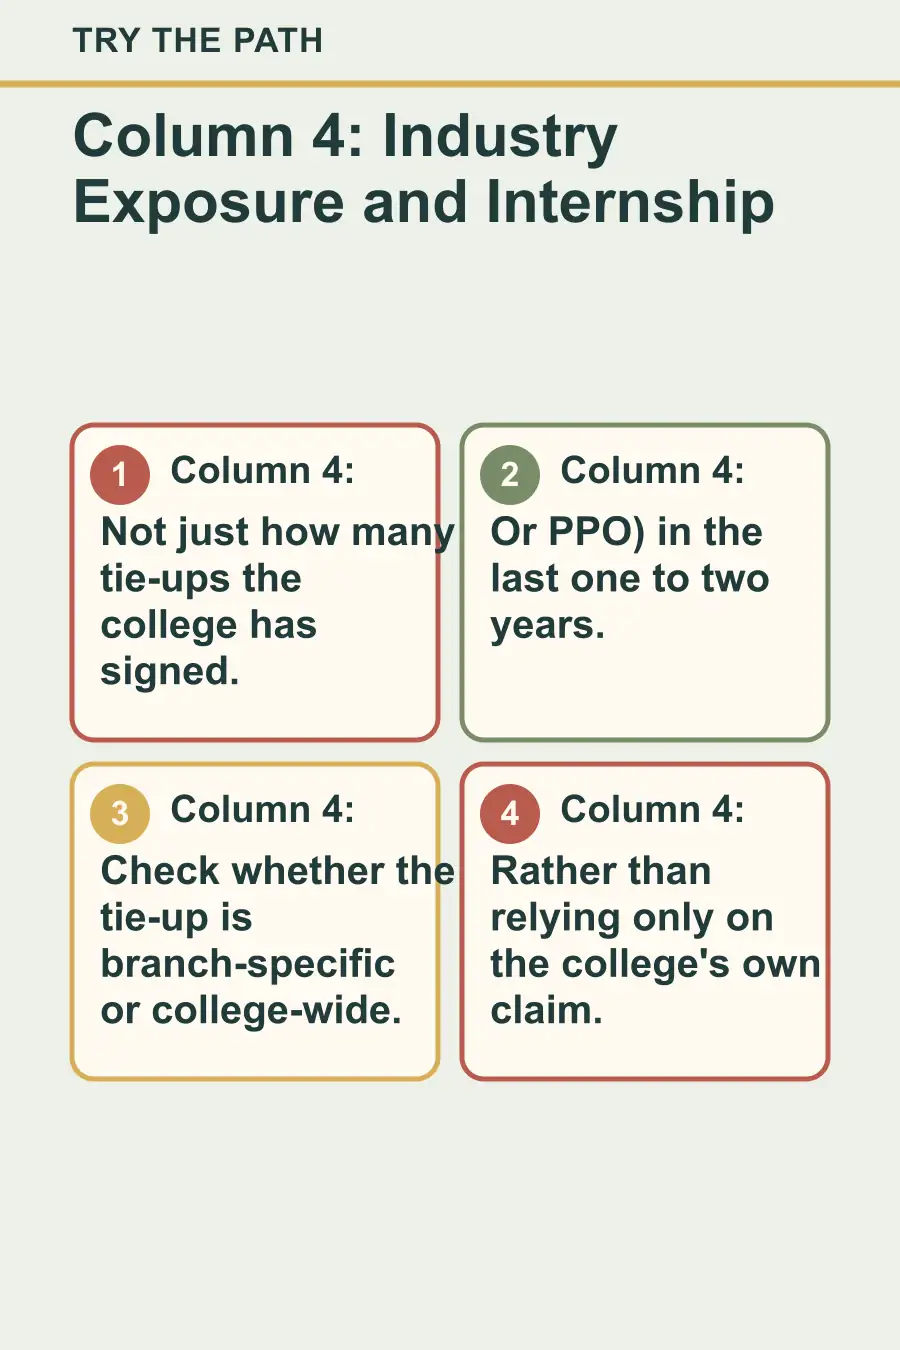 TRY THE PATH
Column 4: Industry
Exposure and Internship
1 Column 4:
Not just how many
tie-ups the
college has
signed.
2 Column 4:
Or PPO) in the
last one to two
years.
3 Column 4:
Check whether the
tie-up is
branch-specific
or college-wide.
4 Column 4:
Rather than
relying only on
the college's own
claim.